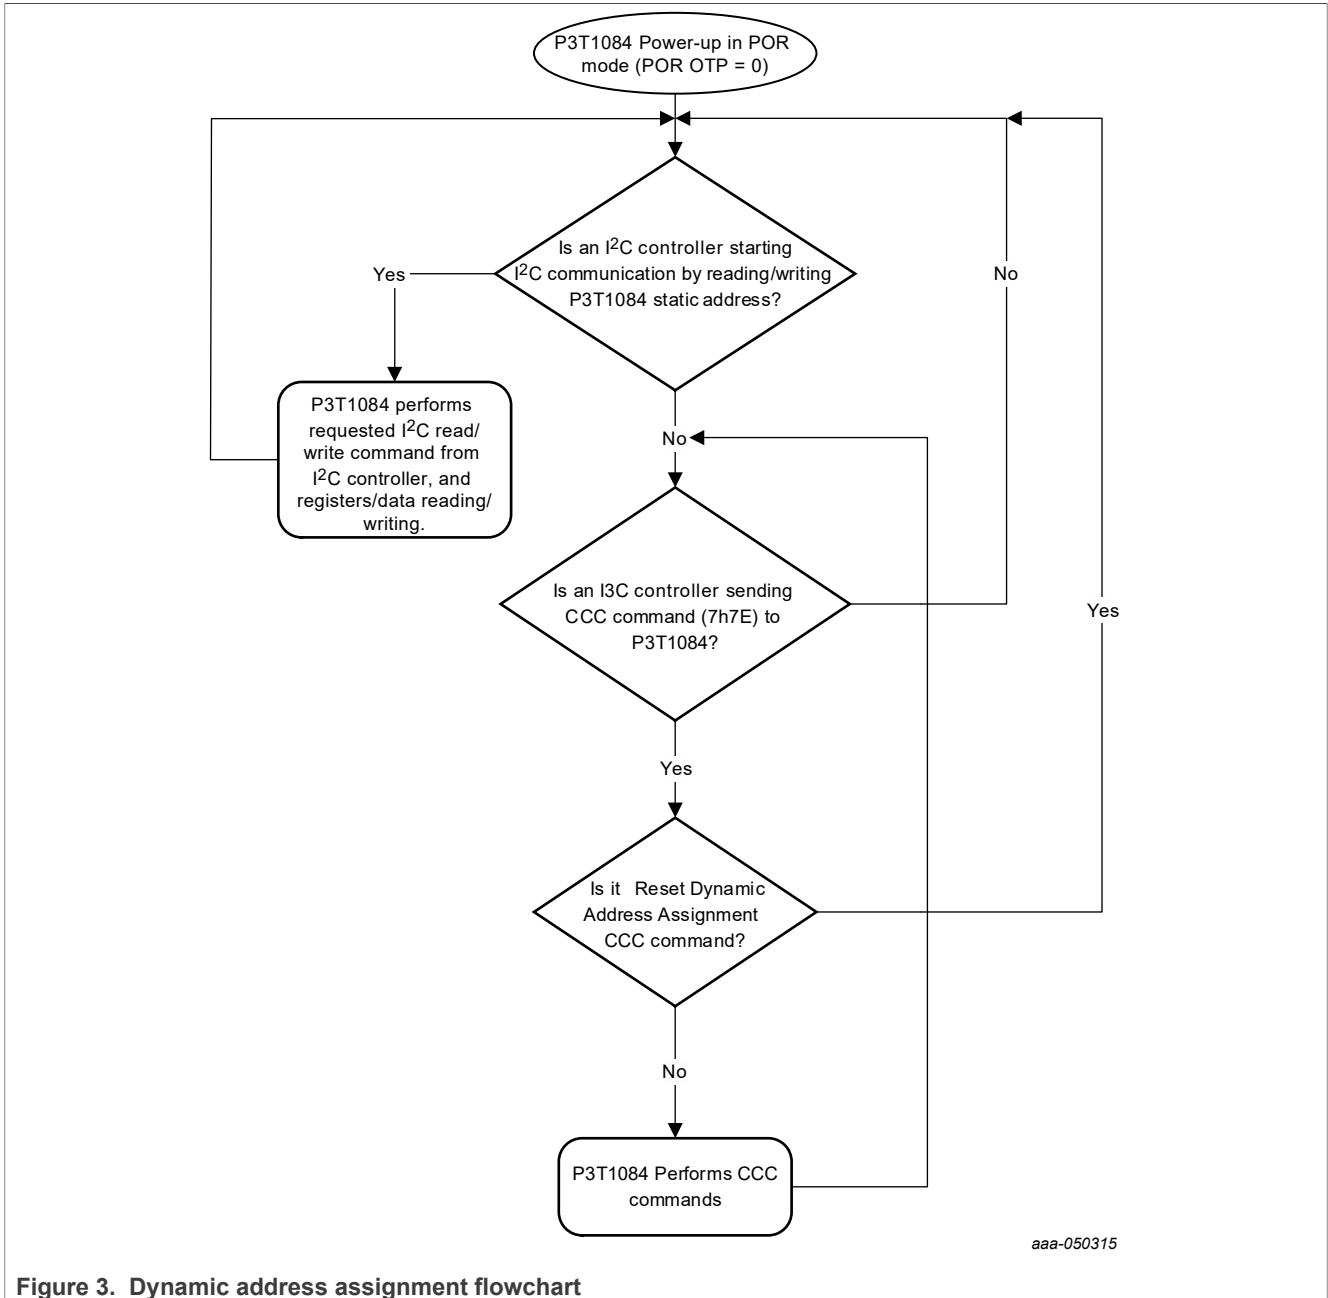 P3T1084 Power-up in POR
mode (POR OTP = 0)
Is an I2C controller starting
I2C communication by reading/writing
P3T1084 static address?
Yes
No
P3T1084 performs
requested I2C read/
write command from
I2C controller, and
registers/data reading/
writing.
No
Is an I3C controller sending
CCC command (7h7E) to
P3T1084?
Yes
Yes
Is it Reset Dynamic
Address Assignment
CCC command?
No
P3T1084 Performs CCC
commands
aaa-050315
Figure 3. Dynamic address assignment flowchart